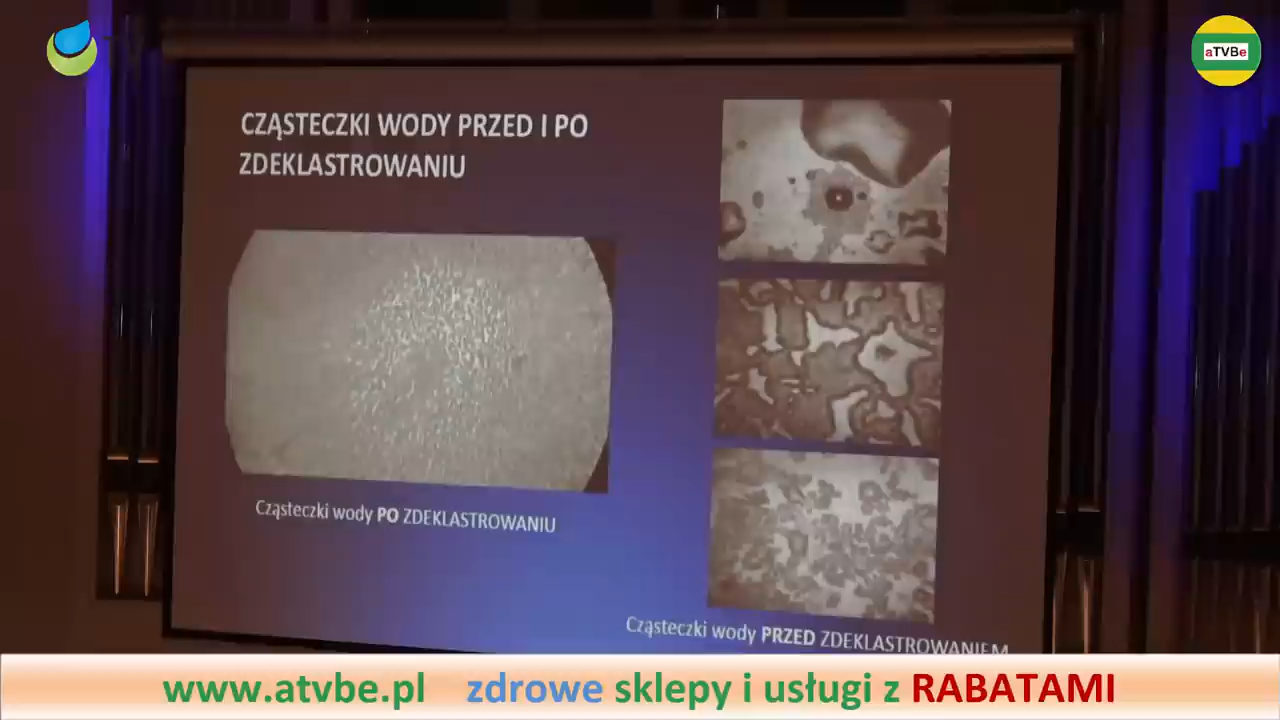 aTVBe
CZĄSTECZKI WODY PRZED I PO
ZDEKLASTROWANIU
Cząsteczki wody PO ZDEKLASTROWANIU
Cząsteczki wody PRZED ZDEKLASTROWANIEM
www.atvbe.pl zdrowe sklepy i usługi z RABATAMI